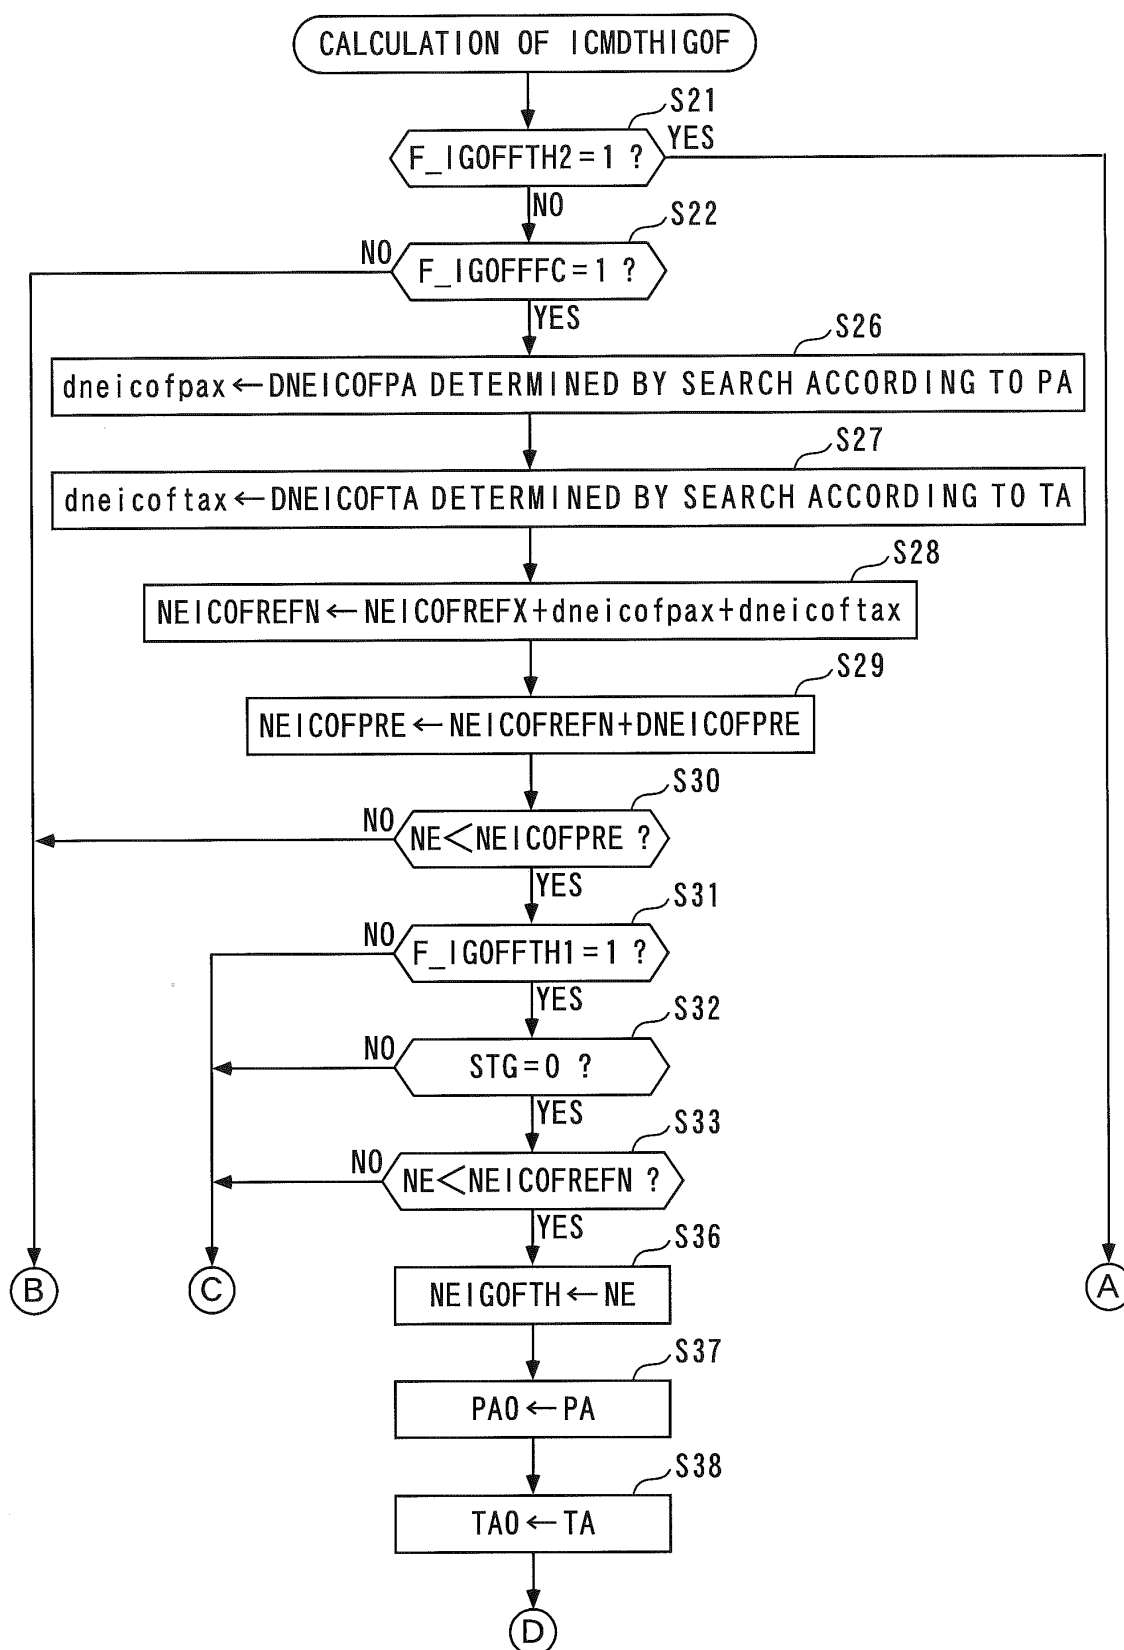 CALCULATION OF ICMDTHIGOF
S21
F_IGOFFTH2=1 ?
YES
NO
S22
NO
F_IGOFFFC=1 ?
YES
S26
dneicofpax←DNEICOFPA DETERMINED BY SEARCH ACCORDING TO PA
S27
dneicoftax←DNEICOFTA DETERMINED BY SEARCH ACCORDING TO TA
S28
NEICOFREFN←NEICOFREFX+dneicofpax+dneicoftax
S29
NEICOFPRE←NEICOFREFN+DNEICOFPRE
S30
NO
NE<NEICOFPRE ?
YES
S31
NO
F_IGOFFTH1=1 ?
YES
S32
NO
STG=0 ?
YES
S33
NO
NE<NEICOFREFN ?
YES
S36
B
C
NEIGOFTH←NE
A
S37
PA0←PA
S38
TA0←TA
D